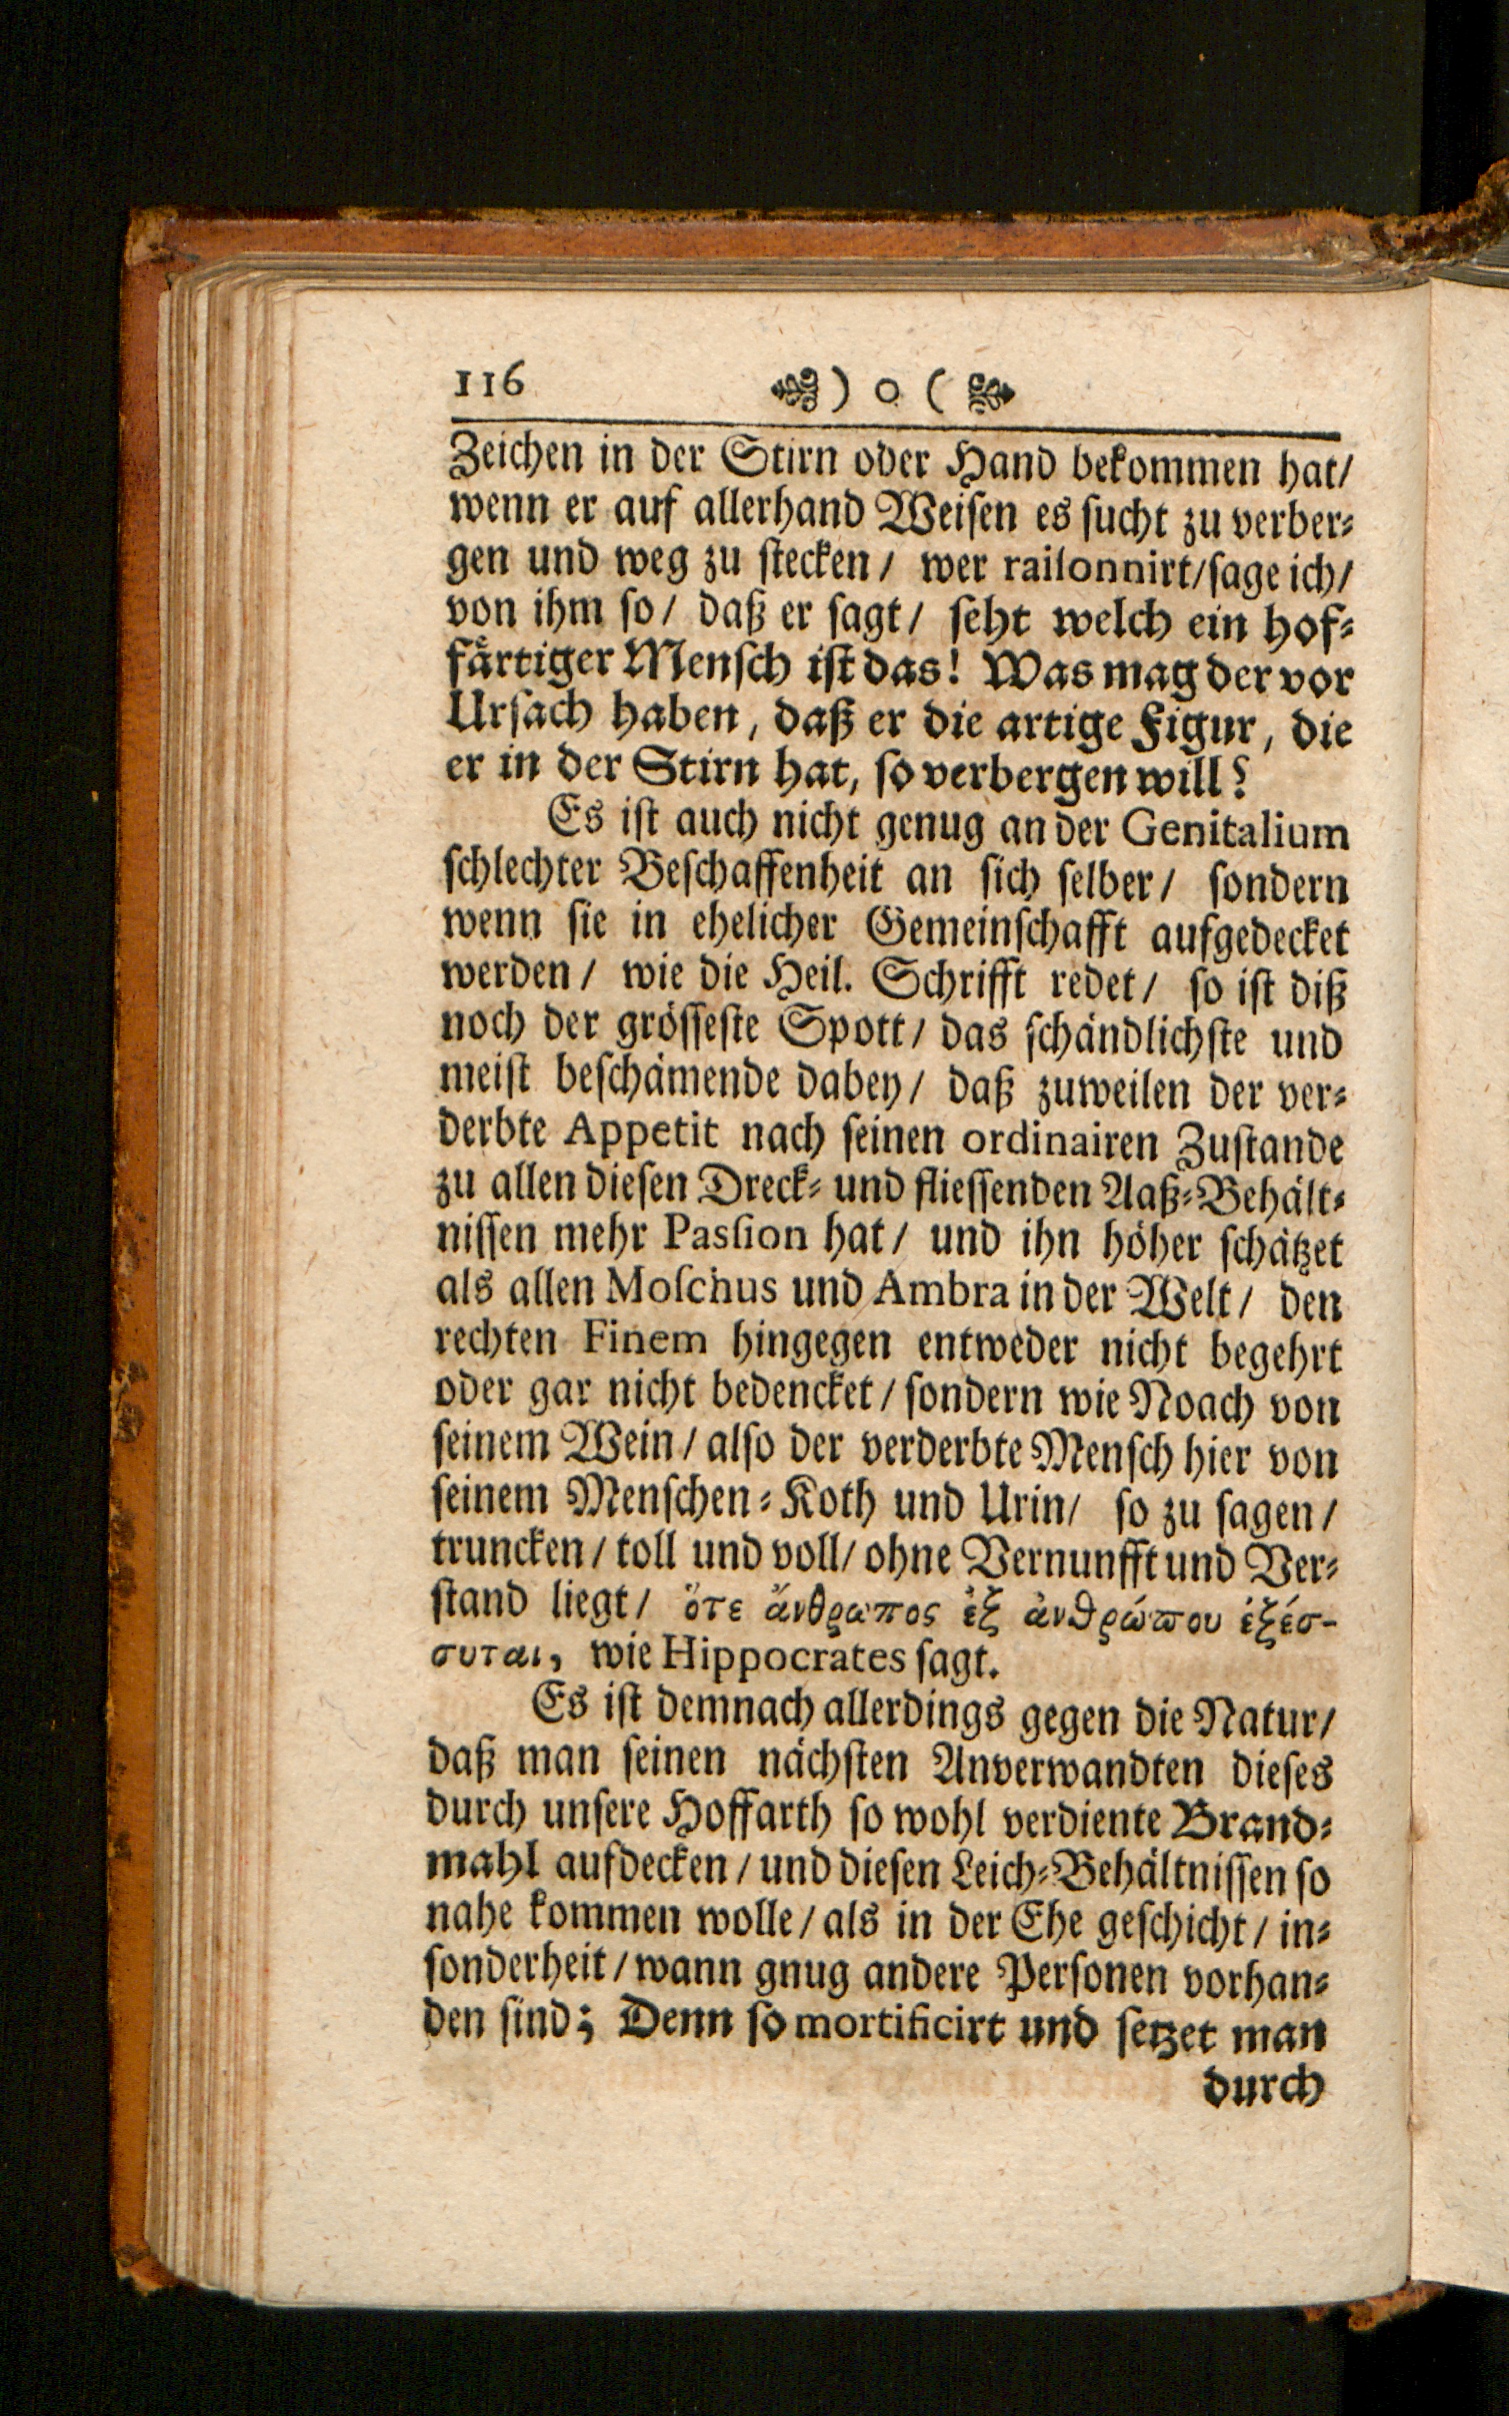 116 ) o (
Zeichen in der Stirn oder Hand bekommen hat/
wenn er auf allerhand Weiſen es ſucht zu verber⸗
gen und weg zu ſtecken/ wer raiſonnirt/ſage ich/
von ihm ſo/ daß er ſagt/ ſeht welch ein hof⸗
färtiger Menſch iſt das! Was mag der vor
Urſach haben, daß er die artige Figur, die
er in der Stirn hat, ſo verbergen will?
Es iſt auch nicht genug an der Genitalium
ſchlechter Beſchaffenheit an ſich ſelber/ ſondern
wenn ſie in ehelicher Gemeinſchafft aufgedecket
werden/ wie die Heil. Schrifft redet/ ſo iſt diß
noch der gröſſeſte Spott/ das ſchändlichſte und
meiſt beſchämende dabey/ daß zuweilen der ver⸗
derbte Appetit nach ſeinen ordinairen Zuſtande
zu allen dieſen Dreck⸗ und flieſſenden Aaß⸗Behält⸗
niſſen mehr Paſſion hat/ und ihn höher ſchätzet
als allen Moſchus und Ambra in der Welt/ den
rechten Finem hingegen entweder nicht begehrt
oder gar nicht bedencket/ ſondern wie Noach von
ſeinem Wein/ alſo der verderbte Menſch hier von
ſeinem Menſchen⸗Koth und Urin/ ſo zu ſagen/
truncken/ toll und voll/ ohne Vernunfft und Ver⸗
ſtand liegt/ ὅτε ἄνθρωπος ἐξ ἀνθρώπου ἐξέσ-
συται, wie Hippocrates ſagt.
Es iſt demnach allerdings gegen die Natur/
daß man ſeinen nächſten Anverwandten dieſes
durch unſere Hoffarth ſo wohl verdiente Brand⸗
mahl aufdecken/ und dieſen Leich⸗Behältniſſen ſo
nahe kommen wolle/ als in der Ehe geſchicht/ in⸗
ſonderheit/ wann gnug andere Perſonen vorhan⸗
den ſind; Denn ſo mortificirt und ſetzet man
durch